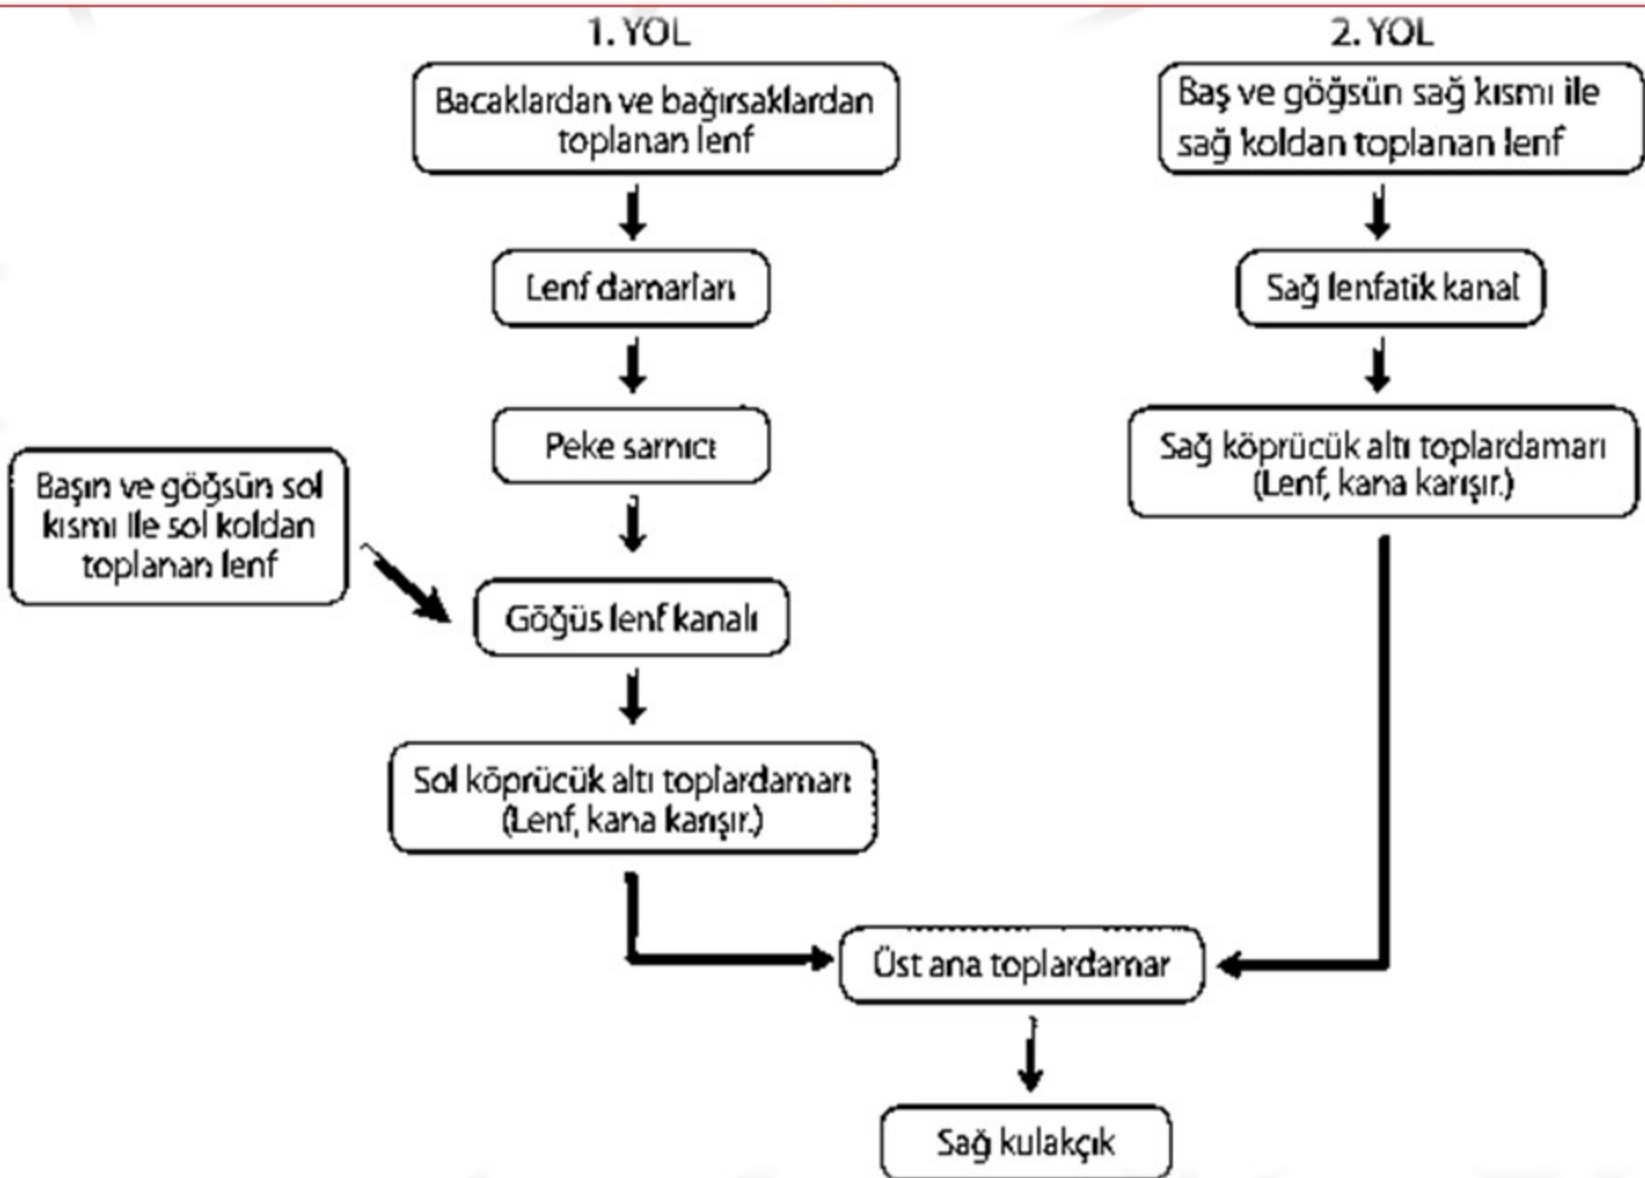 1. YOL
Bacaklardan ve bağırsaklardan
toplanan lenf
Lenf damarları
Peke sarnıcı
Başın ve göğsün sol
kısmı ile sol koldan
toplanan lenf
Göğüs lenf kanalı
Sol köprücük altı toplardamarı
(Lenf, kana karışır.)
2. YOL
Baş ve göğsün sağ kısmı ile
sağ koldan toplanan lenf
Sağ lenfatik kanal
Sağ köprücük altı toplardamarı
(Lenf, kana karışır.)
Üst ana toplardamar
Sağ kulakçık